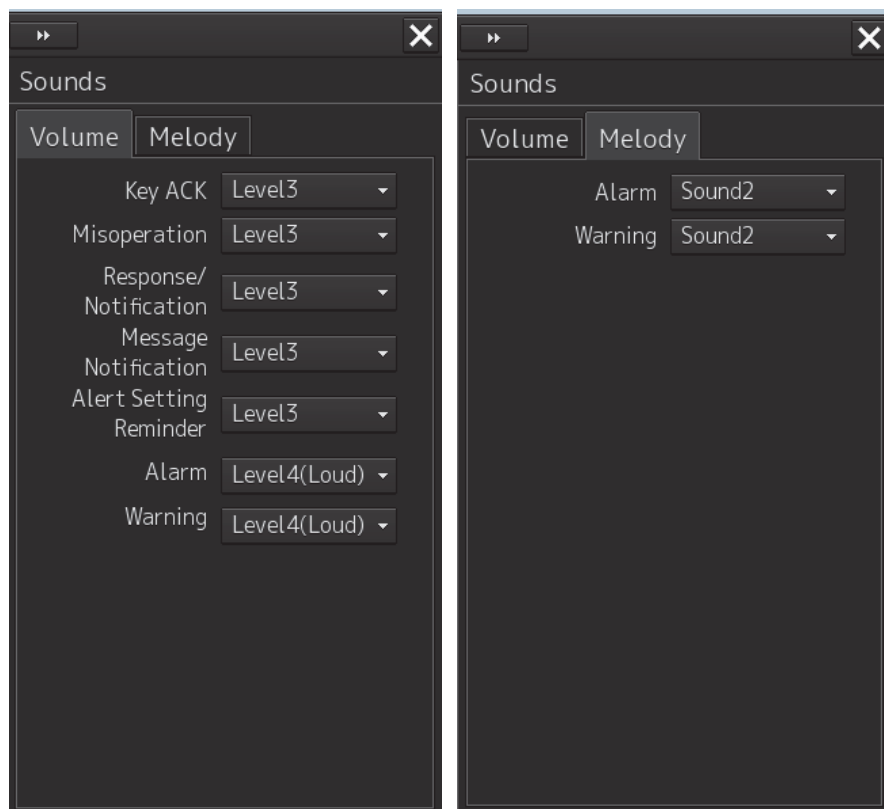 Sounds
Volume Melody
Key ACK Level3
Misoperation Level3
Response/
Notification Level3
Message
Notification Level3
Alert Setting
Reminder Level3
Alarm Level4(Loud)
Warning Level4(Loud)
Sounds
Volume Melody
Alarm Sound2
Warning Sound2